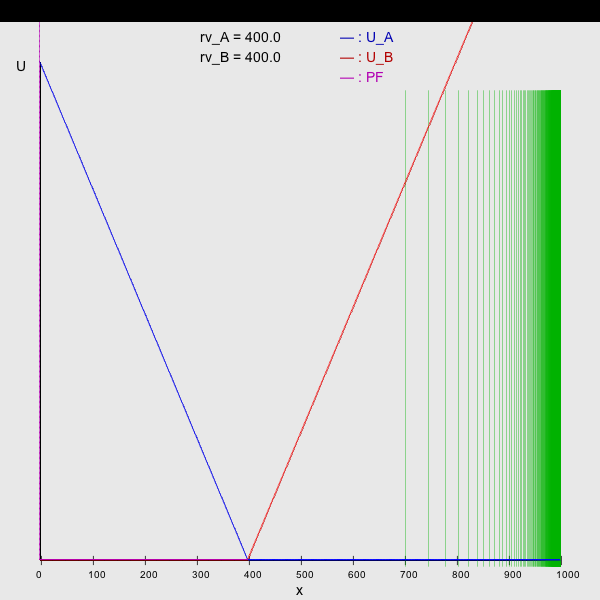 rv_A = 400.0
rv_B = 400.0
— : U_A
— : U_B
— : PF
U
0 100 200 300 400 500 600 700 800 900 1000
x